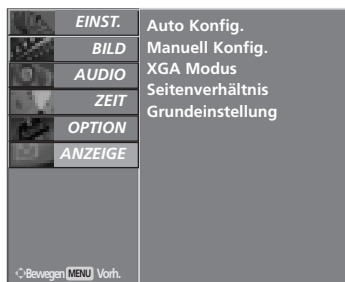 EINST.
BILD
AUDIO
ZEIT
OPTION
ANZEIGE
Auto Konfig.
Manuell Konfig.
XGA Modus
Seitenverhältnis
Grundeinstellung
Bewegen MENU Vorh.